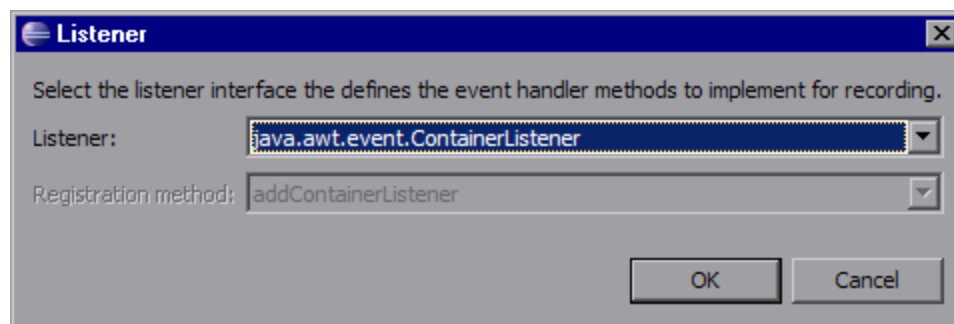 Listener
Select the listener interface the defines the event handler methods to implement for recording.
Listener: java.awt.event.ContainerListener
Registration method: addContainerListener
OK Cancel